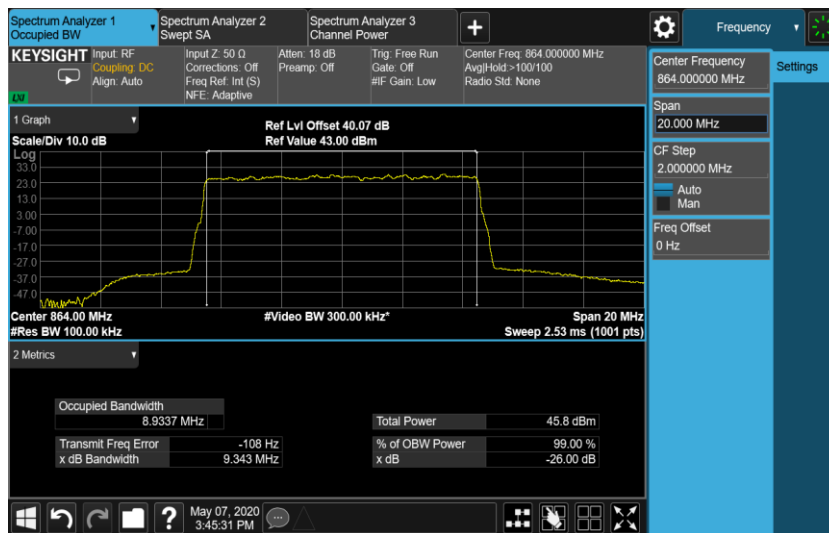 Spectrum Analyzer 1
Occupied BW
Spectrum Analyzer 2
Swept SA
Spectrum Analyzer 3
Channel Power
+
Frequency
KEYSIGHT
LXI
Input: RF
Coupling: DC
Align: Auto
Input Z: 50 Ω
Corrections: Off
Freq Ref: Int (S)
NFE: Adaptive
Atten: 18 dB
Preamp: Off
Trig: Free Run
Gate: Off
#IF Gain: Low
Center Freq: 864.000000 MHz
Avg|Hold:>100/100
Radio Std: None
Center Frequency
864.000000 MHz
Settings
Span
20.000 MHz
CF Step
2.000000 MHz
Auto
Man
Freq Offset
0 Hz
1 Graph
Scale/Div 10.0 dB
Ref Lvl Offset 40.07 dB
Ref Value 43.00 dBm
Log
33.0
23.0
13.0
3.00
-7.00
-17.0
-27.0
-37.0
-47.0
Center 864.00 MHz
#Video BW 300.00 kHz*
Span 20 MHz
#Res BW 100.00 kHz
Sweep 2.53 ms (1001 pts)
2 Metrics
Occupied Bandwidth
8.9337 MHz
Total Power 45.8 dBm
Transmit Freq Error -108 Hz
% of OBW Power 99.00 %
x dB Bandwidth 9.343 MHz
x dB -26.00 dB
?
May 07, 2020
3:45:31 PM